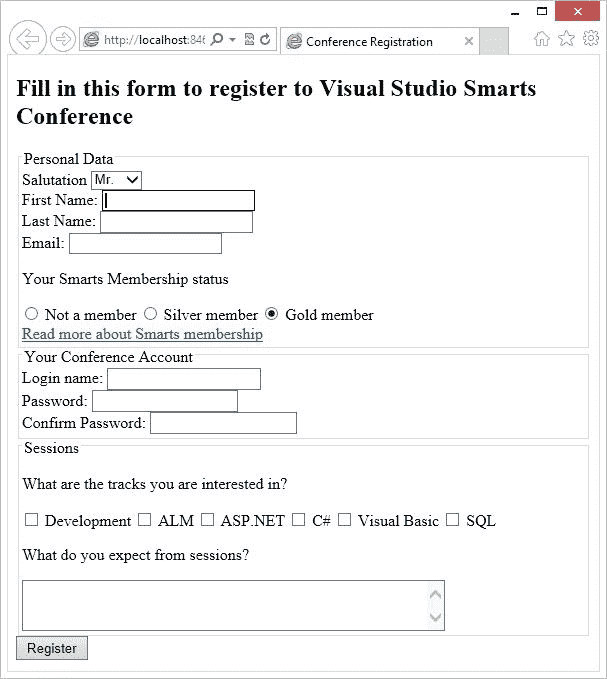 http://localhost:846
Conference Registration
Fill in this form to register to Visual Studio Smarts
Conference
Personal Data
Salutation Mr.
First Name:
Last Name:
Email:
Your Smarts Membership status
Not a member Silver member Gold member
Read more about Smarts membership
Your Conference Account
Login name:
Password:
Confirm Password:
Sessions
What are the tracks you are interested in?
Development ALM ASP.NET C# Visual Basic SQL
What do you expect from sessions?
Register